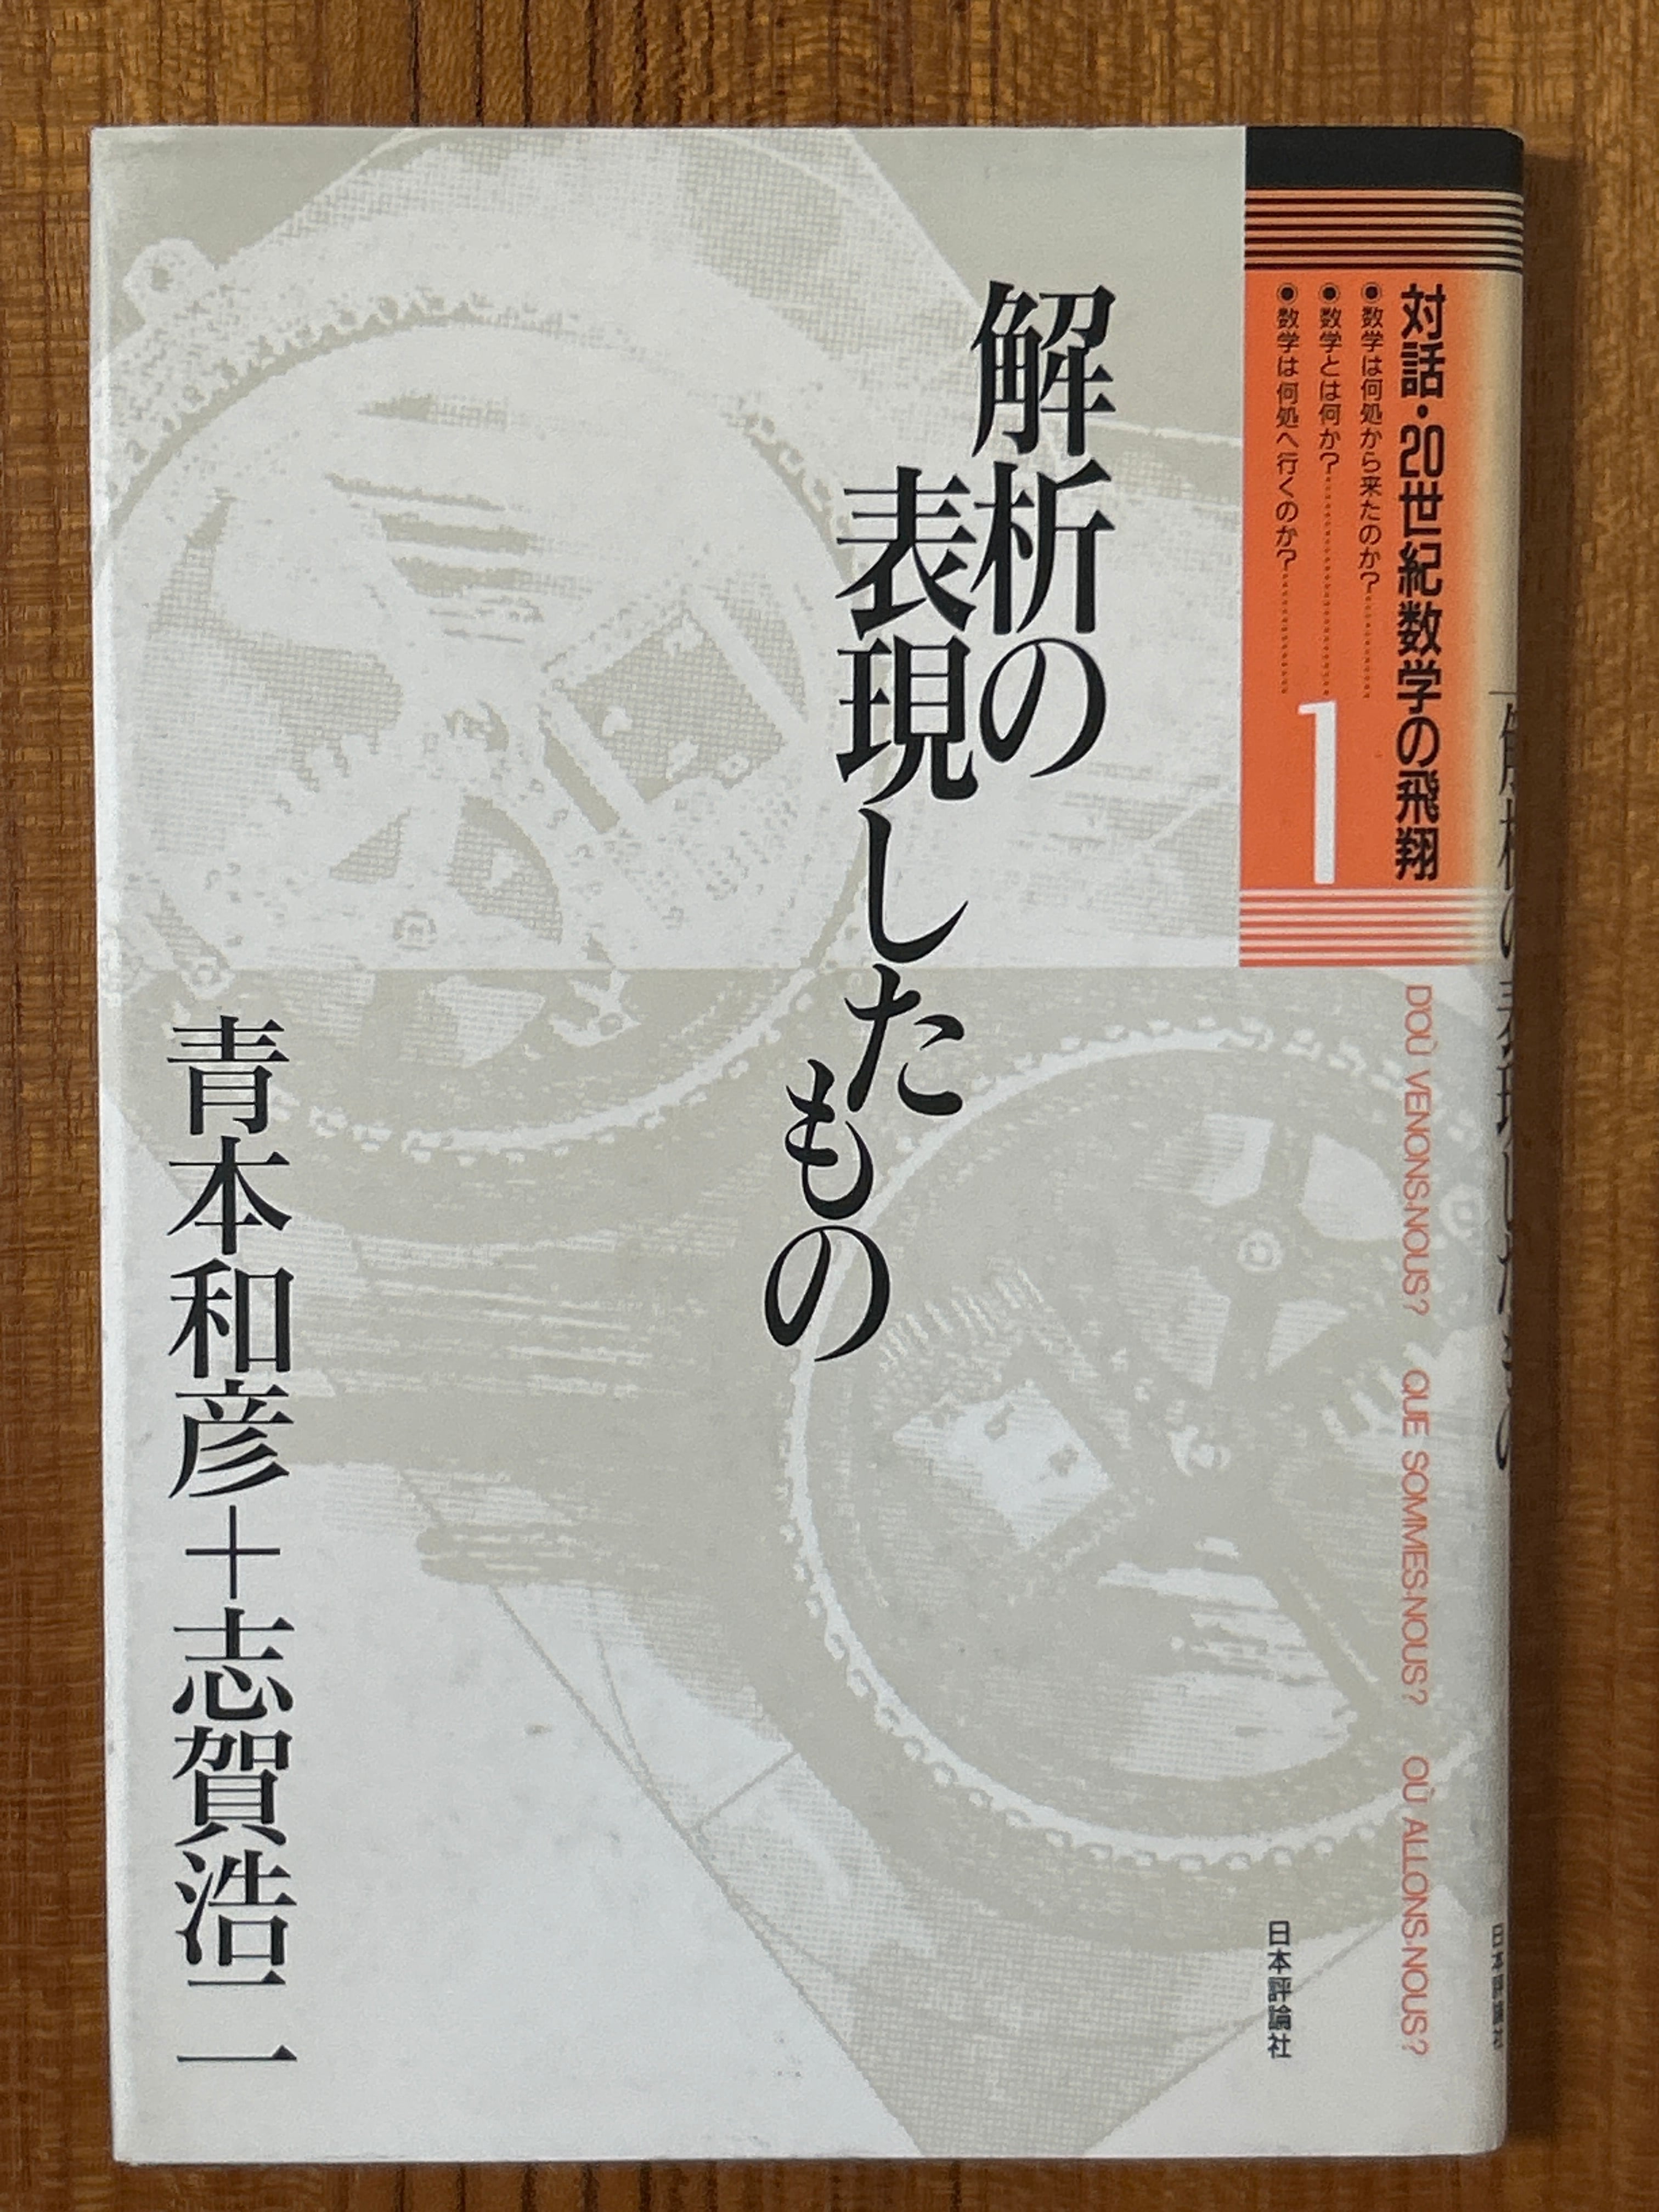 対話・20世紀数学の飛翔
●数学は何処から来たのか?
●数学とは何か?
●数学は何処へ行くのか?
1
解析の
表現した
もの
青本和彦+志賀浩二
D'OÙ VENONS-NOUS? QUE SOMMES-NOUS? OÙ ALLONS-NOUS?
日本評論社
解析の表現したもの
日本評論社